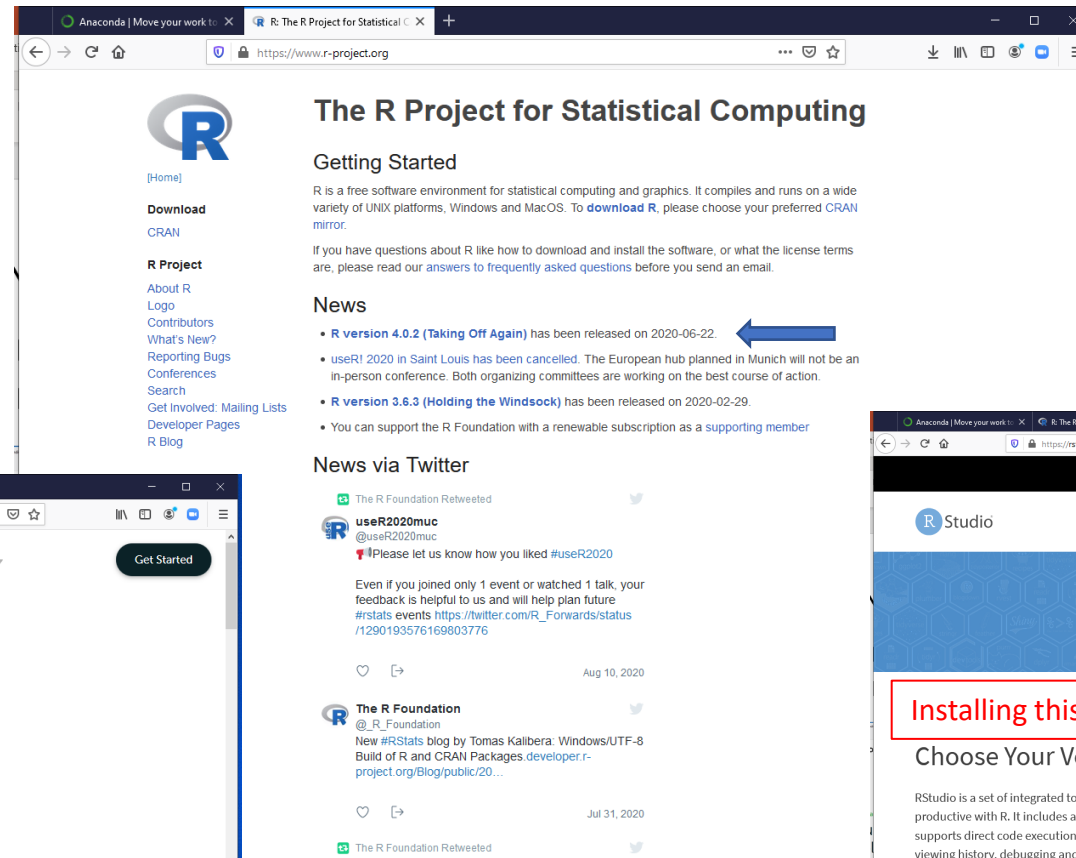 Anaconda | Move your work to
R: The R Project for Statistical C
https://www.r-project.org
R
The R Project for Statistical Computing
[Home]
Download
CRAN
R Project
About R
Logo
Contributors
What's New?
Reporting Bugs
Conferences
Search
Get Involved: Mailing Lists
Developer Pages
R Blog
Getting Started
R is a free software environment for statistical computing and graphics. It compiles and runs on a wide
variety of UNIX platforms, Windows and MacOS. To download R, please choose your preferred CRAN
mirror.
If you have questions about R like how to download and install the software, or what the license terms
are, please read our answers to frequently asked questions before you send an email.
News
• R version 4.0.2 (Taking Off Again) has been released on 2020-06-22.
• useR! 2020 in Saint Louis has been cancelled. The European hub planned in Munich will not be an
in-person conference. Both organizing committees are working on the best course of action.
• R version 3.6.3 (Holding the Windsock) has been released on 2020-02-29.
• You can support the R Foundation with a renewable subscription as a supporting member
News via Twitter
The R Foundation Retweeted
useR2020muc
@useR2020muc
Please let us know how you liked #useR2020
Even if you joined only 1 event or watched 1 talk, your
feedback is helpful to us and will help plan future
#rstats events https://twitter.com/R_Forwards/status
/1290193576169803776
Aug 10, 2020
The R Foundation
@_R_Foundation
New #RStats blog by Tomas Kalibera: Windows/UTF-8
Build of R and CRAN Packages.developer.r-
project.org/Blog/public/20…
Jul 31, 2020
The R Foundation Retweeted
Get Started
Anaconda | Move your work to
R: The R
https://rs
R Studio
Installing this
Choose Your Ve
RStudio is a set of integrated to
productive with R. It includes a
supports direct code execution
viewing history, debugging and